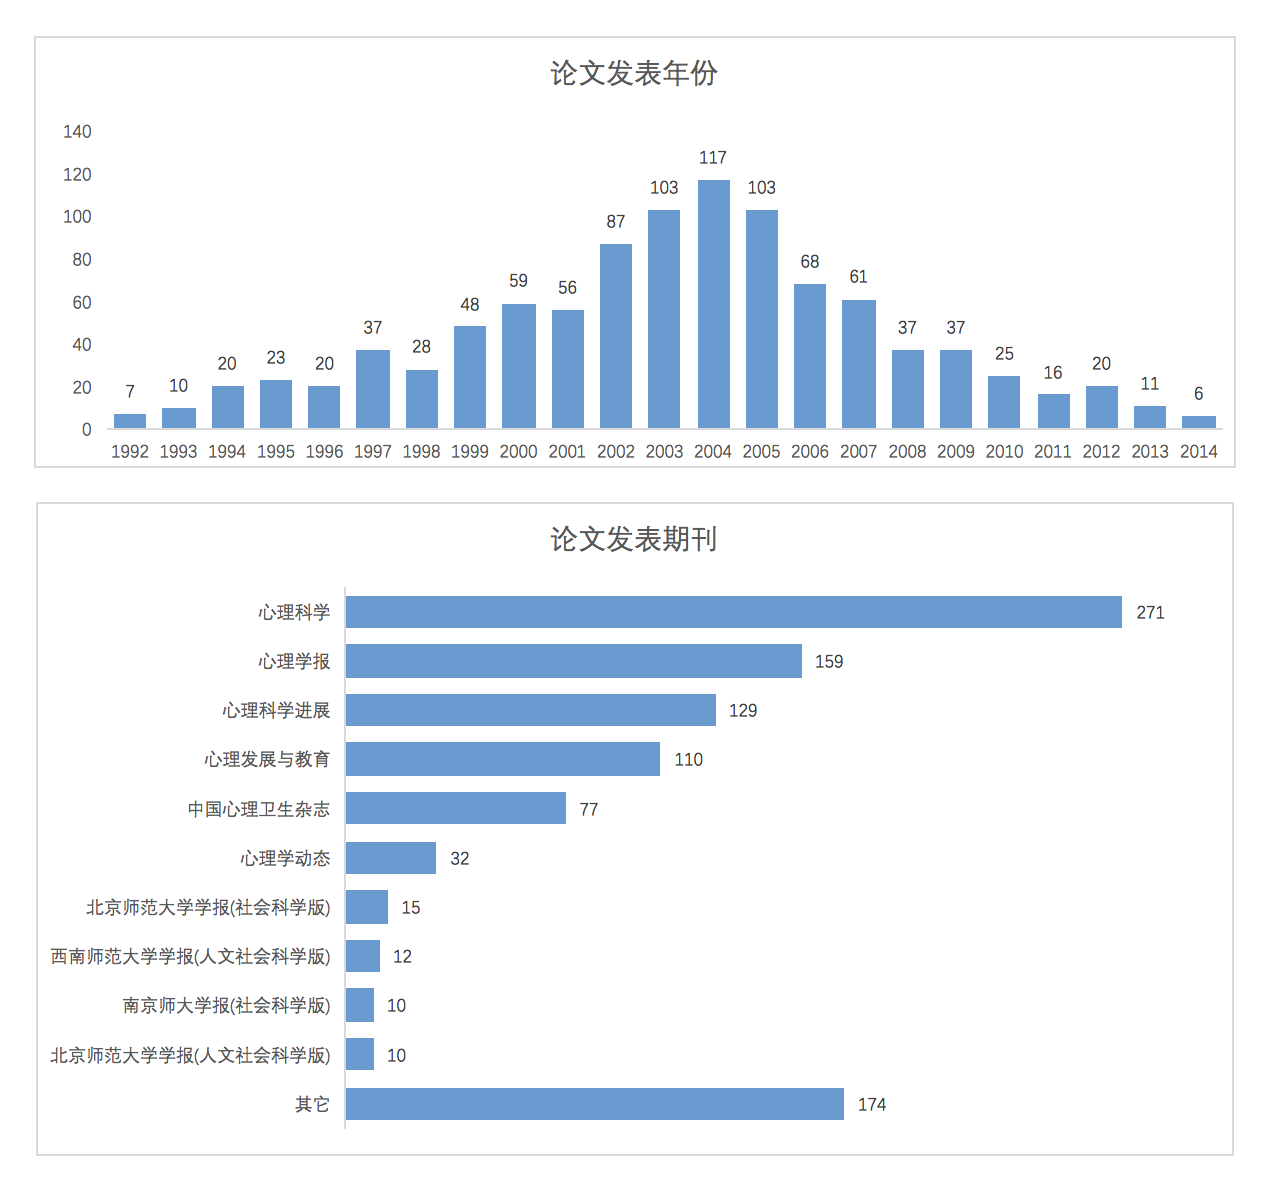 论文发表年份
140
120
100
80
60
40
20
0
7
10
20
23
20
37
28
48
59
56
87
103
117
103
68
61
37
37
25
16
20
11
6
1992 1993 1994 1995 1996 1997 1998 1999 2000 2001 2002 2003 2004 2005 2006 2007 2008 2009 2010 2011 2012 2013 2014
论文发表期刊
心理科学 271
心理学报 159
心理科学进展 129
心理发展与教育 110
中国心理卫生杂志 77
心理学动态 32
北京师范大学学报(社会科学版) 15
西南师范大学学报(人文社会科学版) 12
南京师大学报(社会科学版) 10
北京师范大学学报(人文社会科学版) 10
其它 174